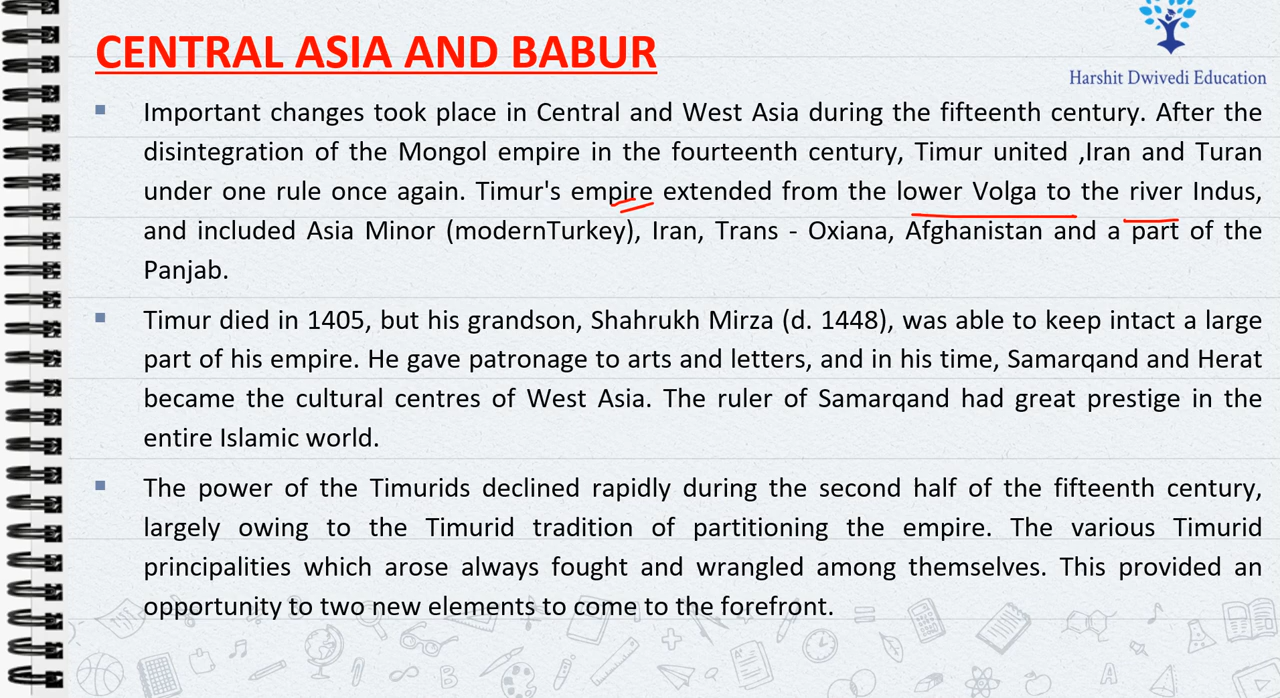 CENTRAL ASIA AND BABUR
Harshit Dwivedi Education
Important changes took place in Central and West Asia during the fifteenth century. After the
disintegration of the Mongol empire in the fourteenth century, Timur united ,Iran and Turan
under one rule once again. Timur's empire extended from the lower Volga to the river Indus,
and included Asia Minor (modernTurkey), Iran, Trans - Oxiana, Afghanistan and a part of the
Panjab.
Timur died in 1405, but his grandson, Shahrukh Mirza (d. 1448), was able to keep intact a large
part of his empire. He gave patronage to arts and letters, and in his time, Samarqand and Herat
became the cultural centres of West Asia. The ruler of Samarqand had great prestige in the
entire Islamic world.
The power of the Timurids declined rapidly during the second half of the fifteenth century,
largely owing to the Timurid tradition of partitioning the empire. The various Timurid
principalities which arose always fought and wrangled among themselves. This provided an
opportunity to two new elements to come to the forefront.